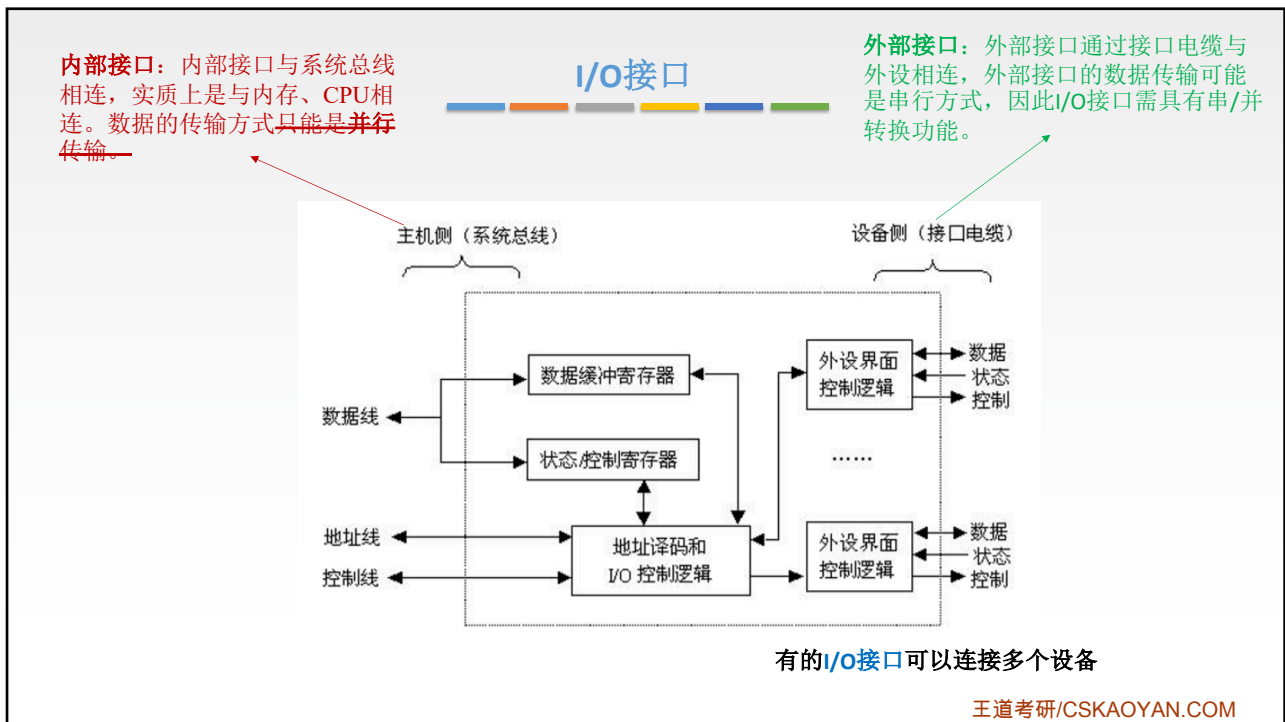 I/O接口
内部接口：内部接口与系统总线
相连，实质上是与内存、CPU相
连。数据的传输方式只能是并行
传输。
外部接口：外部接口通过接口电缆与
外设相连，外部接口的数据传输可能
是串行方式，因此I/O接口需具有串/并
转换功能。
主机侧（系统总线）
设备侧（接口电缆）
数据缓冲寄存器
外设界面
控制逻辑
数据
状态
控制
数据线
状态/控制寄存器
……
地址线
控制线
地址译码和
I/O 控制逻辑
外设界面
控制逻辑
数据
状态
控制
有的I/O接口可以连接多个设备
王道考研/CSKAOYAN.COM